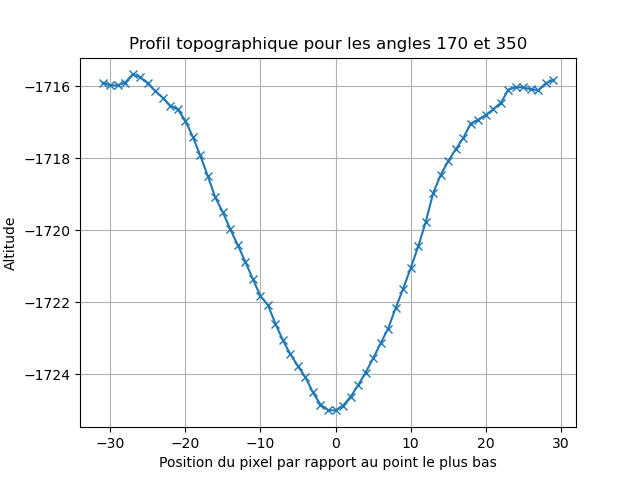 Profil topographique pour les angles 170 et 350
Altitude
−1716
−1718
−1720
−1722
−1724
−30 −20 −10 0 10 20 30
Position du pixel par rapport au point le plus bas